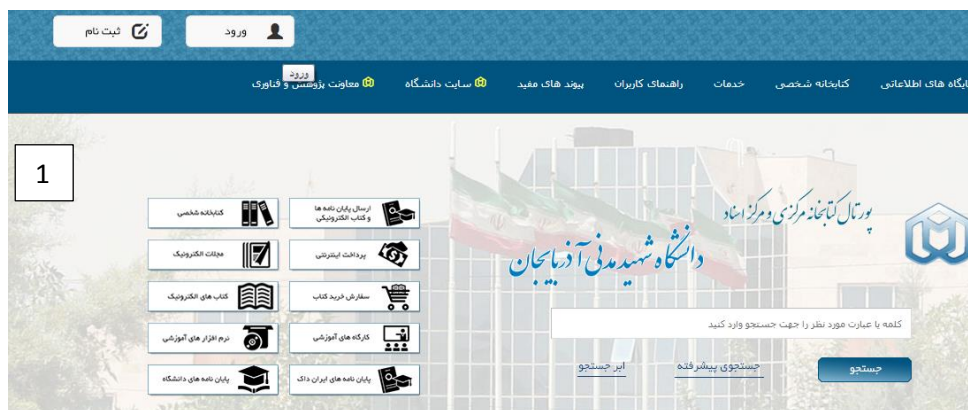 ورود
ثبت نام
ورود
کتابخانه شخصی
خدمات
راهنمای کاربران
پیوند های مفید
سایت دانشگاه
معاونت پژوهش و فناوری
1
پورتال کتابخانه مرکزی و مرکز اسناد
دانشگاه شهید مدنی آذربایجان
ارسال پایان نامه ها
و کتاب الکترونیکی
کتابخانه شخصی
پرداخت اینترنتی
مجلات الکترونیک
سفارش خرید کتاب
کتاب های الکترونیک
کارگاه های آموزشی
نرم افزار های آموزشی
پایان نامه های ایران داک
پایان نامه های دانشگاه
کلمه یا عبارت مورد نظر را جهت جستجو وارد کنید
جستجو
جستجوی پیشرفته
ابر جستجو